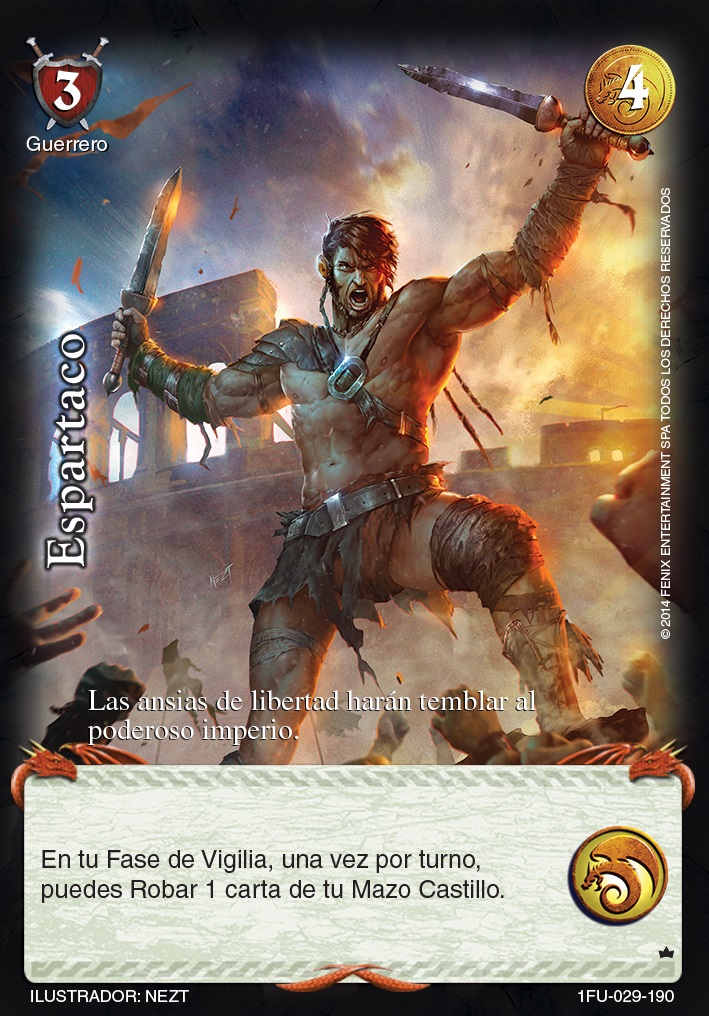 3
4
Guerrero
Espartaco
© 2014 FENIX ENTERTAINMENT SPA TODOS LOS DERECHOS RESERVADOS
NEZT
Las ansias de libertad harán temblar al
poderoso imperio.
En tu Fase de Vigilia, una vez por turno,
puedes Robar 1 carta de tu Mazo Castillo.
ILUSTRADOR: NEZT
1FU-029-190